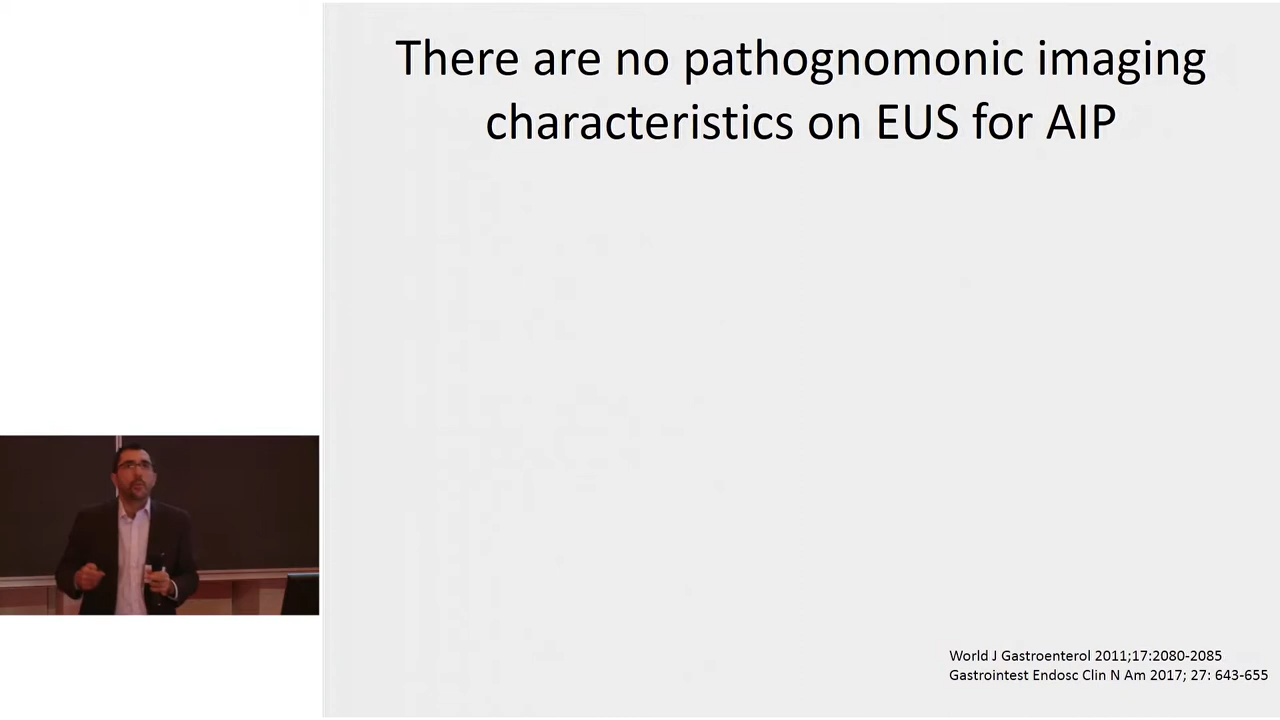 There are no pathognomonic imaging
characteristics on EUS for AIP
World J Gastroenterol 2011;17:2080-2085
Gastrointest Endosc Clin N Am 2017; 27: 643-655